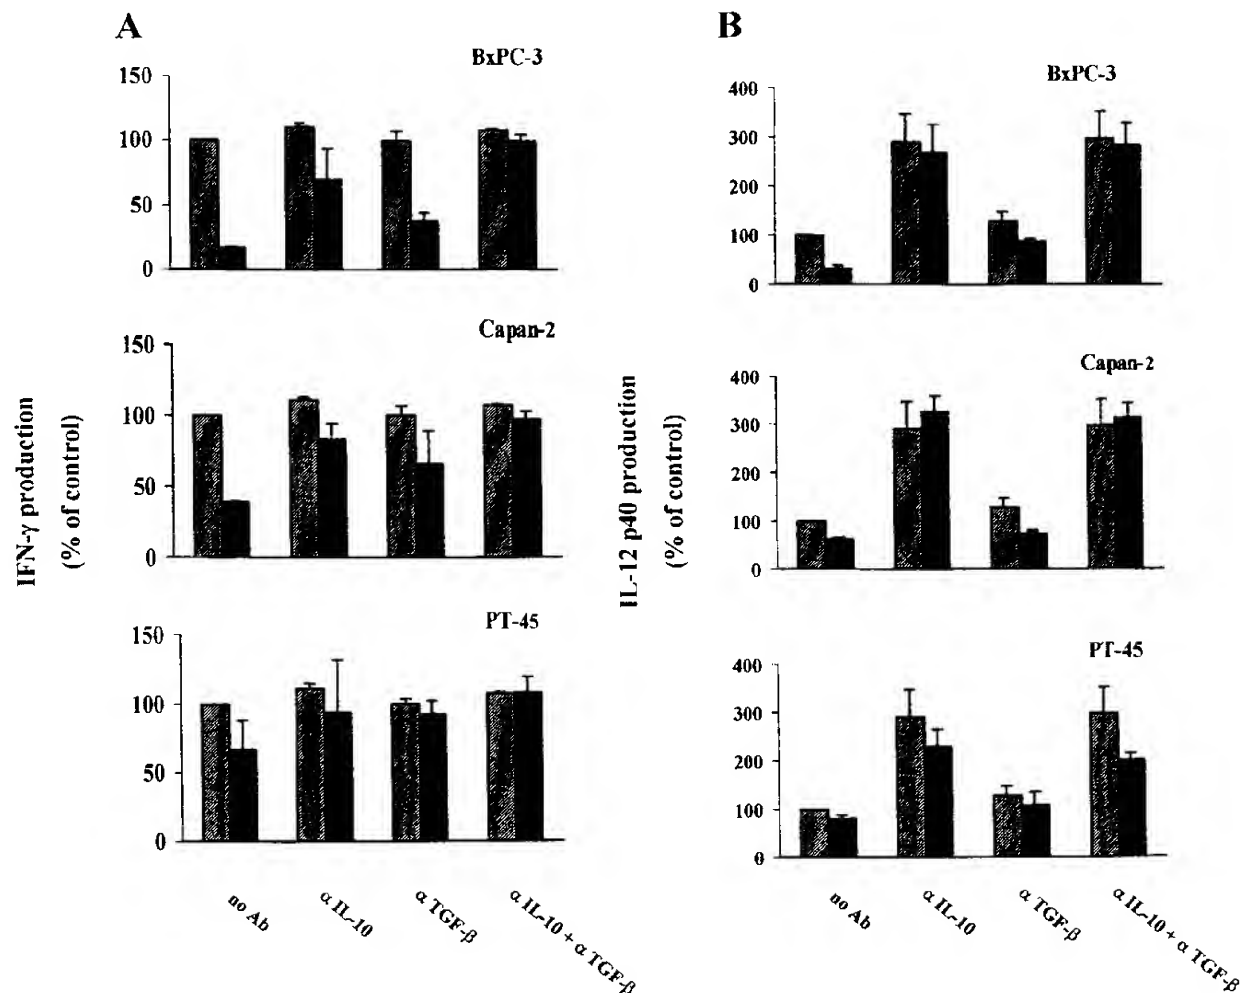 A
BxPC-3
150
100
50
0
Capan-2
150
100
50
0
PT-45
150
100
50
0
IFN-γ production
(% of control)
no Ab
α IL-10
α TGF-β
α IL-10 + α TGF-β
B
BxPC-3
400
300
200
100
0
Capan-2
400
300
200
100
0
PT-45
400
300
200
100
0
IL-12 p40 production
(% of control)
no Ab
α IL-10
α TGF-β
α IL-10 + α TGF-β